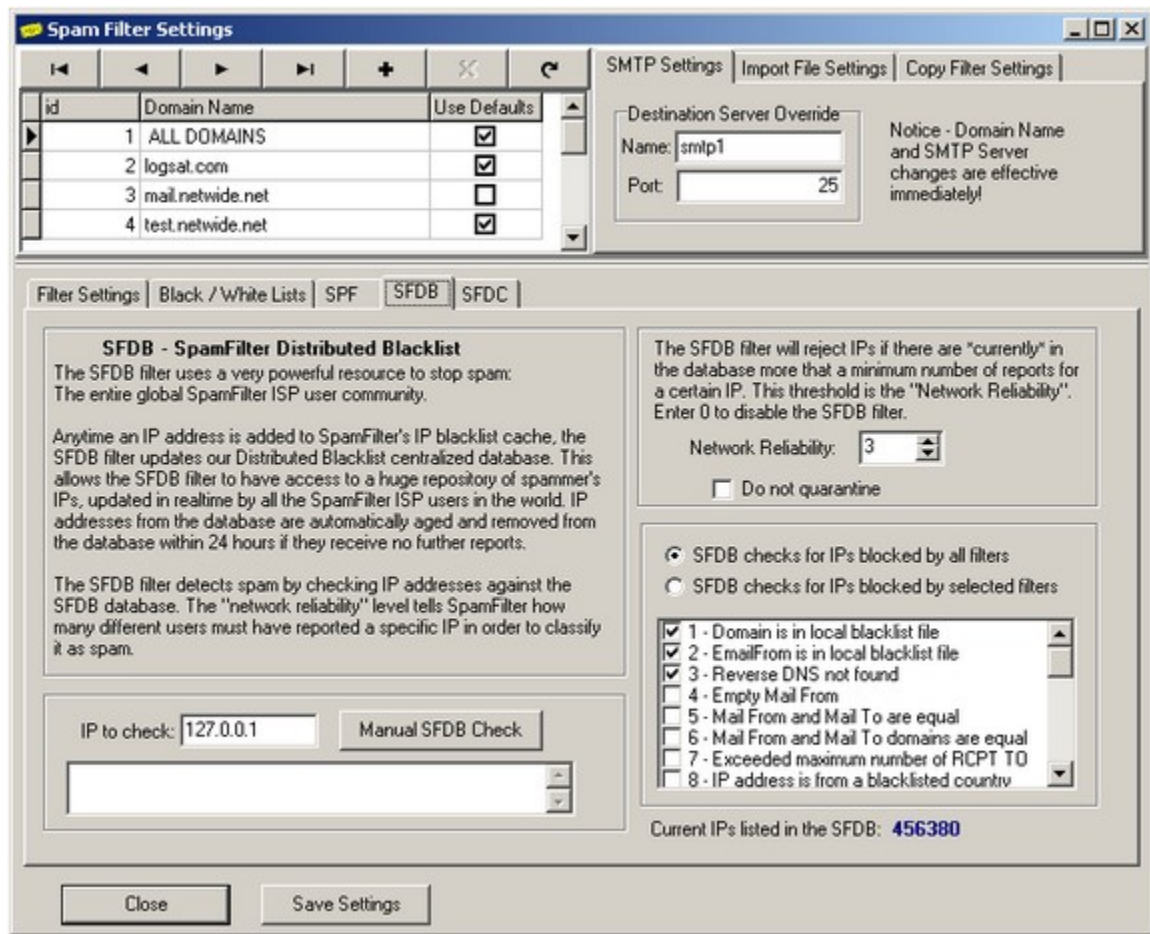 Spam Filter Settings
id Domain Name Use Defaults
1 ALL DOMAINS
2 logsat.com
3 mail.netwide.net
4 test.netwide.net
SMTP Settings Import File Settings Copy Filter Settings
Destination Server Override
Name: smtp1
Port: 25
Notice - Domain Name
and SMTP Server
changes are effective
immediately!
Filter Settings Black / White Lists SPF SFDB SFDC
SFDB - SpamFilter Distributed Blacklist
The SFDB filter uses a very powerful resource to stop spam:
The entire global SpamFilter ISP user community.
Anytime an IP address is added to SpamFilter's IP blacklist cache, the
SFDB filter updates our Distributed Blacklist centralized database. This
allows the SFDB filter to have access to a huge repository of spammer's
IPs, updated in realtime by all the SpamFilter ISP users in the world. IP
addresses from the database are automatically aged and removed from
the database within 24 hours if they receive no further reports.
The SFDB filter detects spam by checking IP addresses against the
SFDB database. The "network reliability" level tells SpamFilter how
many different users must have reported a specific IP in order to classify
it as spam.
IP to check: 127.0.0.1 Manual SFDB Check
The SFDB filter will reject IPs if there are *currently* in
the database more that a minimum number of reports for
a certain IP. This threshold is the "Network Reliability".
Enter 0 to disable the SFDB filter.
Network Reliability: 3
Do not quarantine
SFDB checks for IPs blocked by all filters
SFDB checks for IPs blocked by selected filters
1 - Domain is in local blacklist file
2 - EmailFrom is in local blacklist file
3 - Reverse DNS not found
4 - Empty Mail From
5 - Mail From and Mail To are equal
6 - Mail From and Mail To domains are equal
7 - Exceeded maximum number of RCPT TO
8 - IP address is from a blacklisted country
Current IPs listed in the SFDB: 456380
Close Save Settings